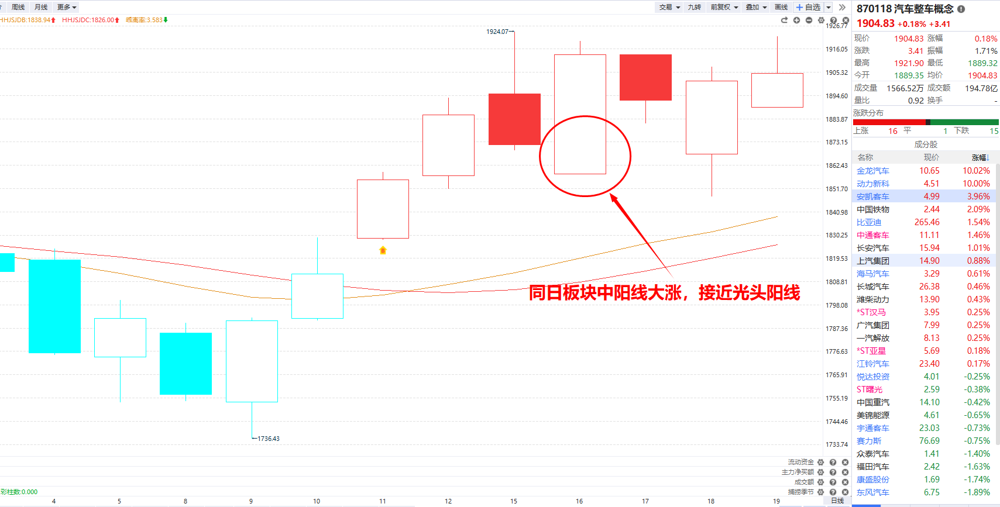 周线 月线 更多
交易 九转 前复权 叠加 画线 +自选
HHJSJDB:1838.94 HHJSJDC:1826.00 乖离率:3.583
1924.07
1736.43
同日板块中阳线大涨，接近光头阳线
B
1926.77
1916.05
1905.32
1894.60
1883.87
1873.15
1862.43
1851.70
1840.98
1830.25
1819.53
1808.81
1798.08
1787.36
1776.63
1765.91
1755.19
1744.46
1733.74
流动资金
主力净买额
成交额
捕捞季节
彩柱数:0.000
4 5 8 9 10 11 12 15 16 17 18 19 日线
870118 汽车整车概念
1904.83 +0.18% +3.41
现价 1904.83 涨幅 0.18%
涨跌 3.41 振幅 1.71%
最高 1921.90 最低 1889.32
今开 1889.35 均价 1904.83
成交量 1566.52万 成交额 194.78亿
量比 0.92 换手 -
涨跌分布
上涨 16 平 1 下跌 15
成分股
名称 现价 涨幅↓
金龙汽车 10.65 10.02%
动力新科 4.51 10.00%
安凯客车 4.99 3.96%
中国铁物 2.44 2.09%
比亚迪 265.46 1.54%
中通客车 11.11 1.46%
长安汽车 15.94 1.01%
上汽集团 14.90 0.88%
海马汽车 3.29 0.61%
长城汽车 26.38 0.46%
潍柴动力 13.90 0.43%
*ST汉马 3.95 0.25%
广汽集团 7.99 0.25%
一汽解放 8.13 0.25%
*ST亚星 5.69 0.18%
江铃汽车 23.40 0.17%
悦达投资 4.01 -0.25%
ST曙光 2.59 -0.38%
中国重汽 14.10 -0.42%
美锦能源 4.61 -0.65%
宇通客车 23.03 -0.73%
赛力斯 76.69 -0.75%
众泰汽车 1.41 -1.40%
福田汽车 2.42 -1.63%
康盛股份 1.69 -1.74%
东风汽车 6.75 -1.89%